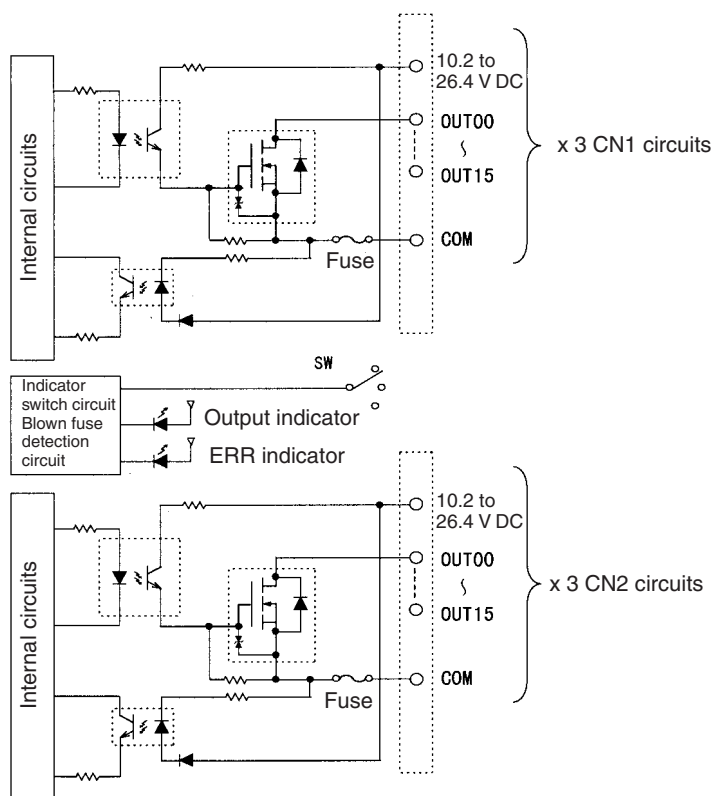 Internal circuits
10.2 to
26.4 V DC
OUT00
~
OUT15
COM
Fuse
x 3 CN1 circuits
SW
Indicator
switch circuit
Blown fuse
detection
circuit
Output indicator
ERR indicator
Internal circuits
10.2 to
26.4 V DC
OUT00
~
OUT15
COM
Fuse
x 3 CN2 circuits